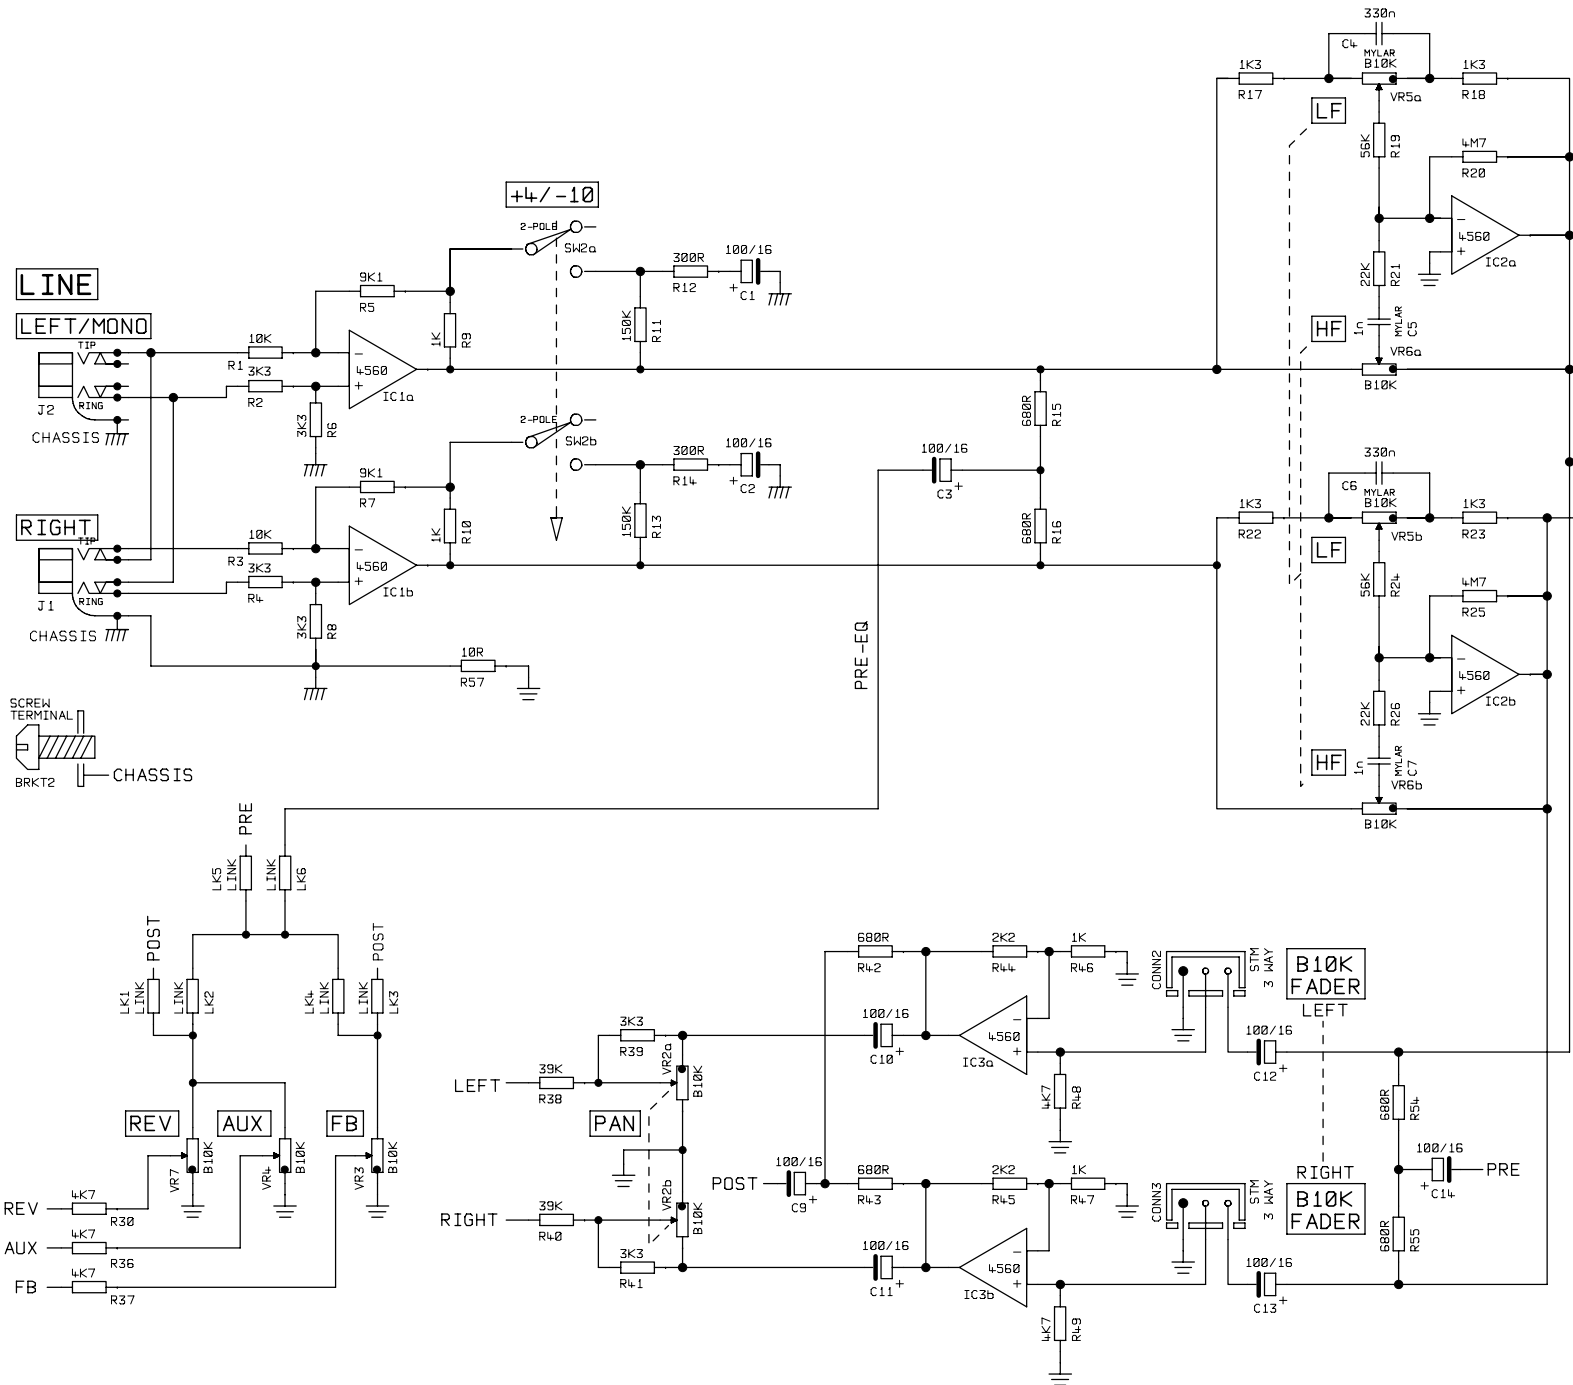 330n
C4
MYLAR
1K3
B10K
1K3
R17
VR5a
R18
LF
56K
R19
4M7
R20
+4/-10
2-POLE
SW2a
100/16
300R
R12
+
C1
-
4560
+
IC2a
LINE
9K1
R5
22K
R21
LEFT/MONO
TIP
10K
R1
1K
R9
150K
R11
HF
1n
MYLAR
C5
VR6a
3K3
R2
-
4560
+
IC1a
B10K
J2
RING
3K3
R6
680R
R15
CHASSIS
2-POLE
SW2b
100/16
300R
R14
+
C2
100/16
C3
+
330n
C6
MYLAR
9K1
R7
1K3
B10K
1K3
R22
VR5b
R23
RIGHT
TIP
10K
R3
1K
R10
150K
R13
680R
R16
LF
3K3
R4
-
4560
+
IC1b
56K
R24
4M7
R25
J1
RING
3K3
R8
CHASSIS
10R
R57
PRE-EQ
-
4560
+
IC2b
22K
R26
SCREW
TERMINAL
BRKT2
CHASSIS
HF
1n
MYLAR
C7
VR6b
B10K
PRE
LK5
LINK
LINK
LK6
POST
POST
LK1
LINK
LINK
LK2
LK4
LINK
LINK
LK3
680R
R42
2K2
R44
1K
R46
CONN2
STM
3 WAY
B10K
FADER
LEFT
100/16
C10
+
-
4560
+
IC3a
100/16
C12
+
3K3
R39
VR2a
B10K
39K
LEFT
R38
4K7
R48
680R
R54
REV
AUX
FB
PAN
VR7
B10K
VR4
B10K
VR3
B10K
100/16
POST
C9
+
680R
R43
2K2
R45
1K
R47
CONN3
STM
3 WAY
RIGHT
B10K
FADER
100/16
PRE
+
C14
4K7
REV
R30
VR2b
B10K
39K
RIGHT
R40
4K7
AUX
R36
3K3
R41
100/16
C11
+
-
4560
+
IC3b
100/16
C13
+
680R
R55
4K7
FB
R37
4K7
R49